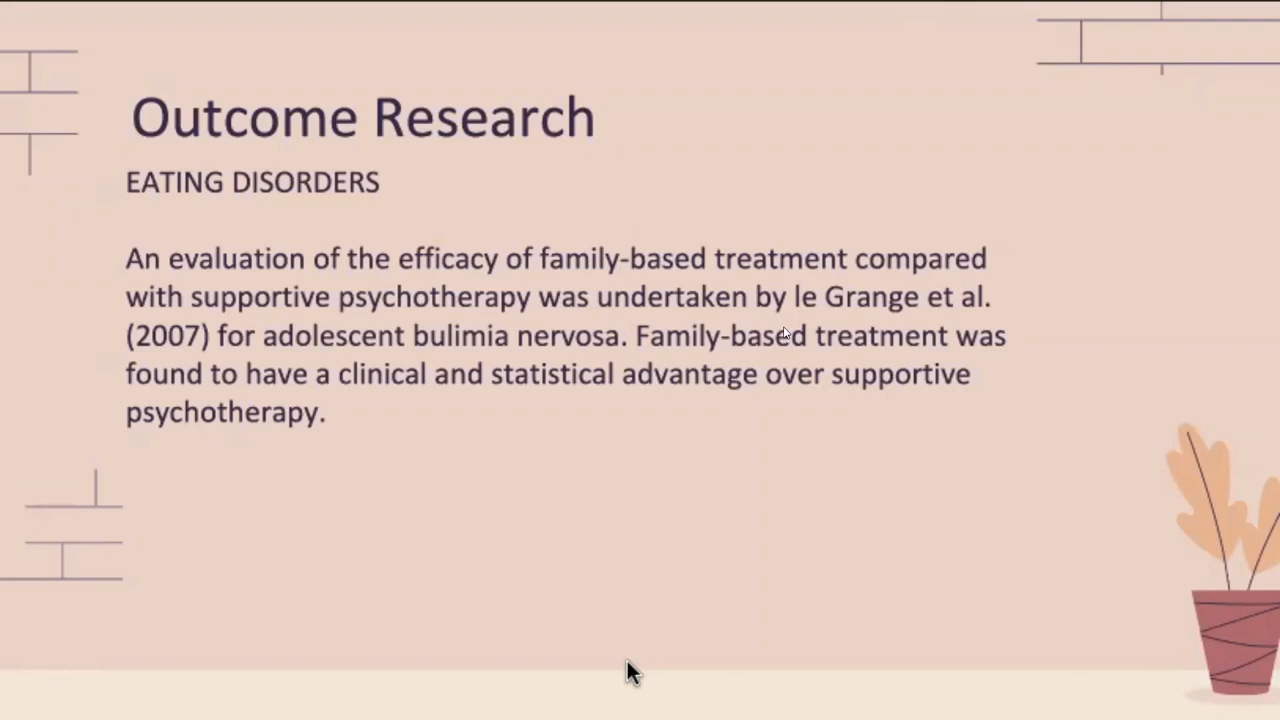 Outcome Research
EATING DISORDERS
An evaluation of the efficacy of family-based treatment compared
with supportive psychotherapy was undertaken by le Grange et al.
(2007) for adolescent bulimia nervosa. Family-based treatment was
found to have a clinical and statistical advantage over supportive
psychotherapy.